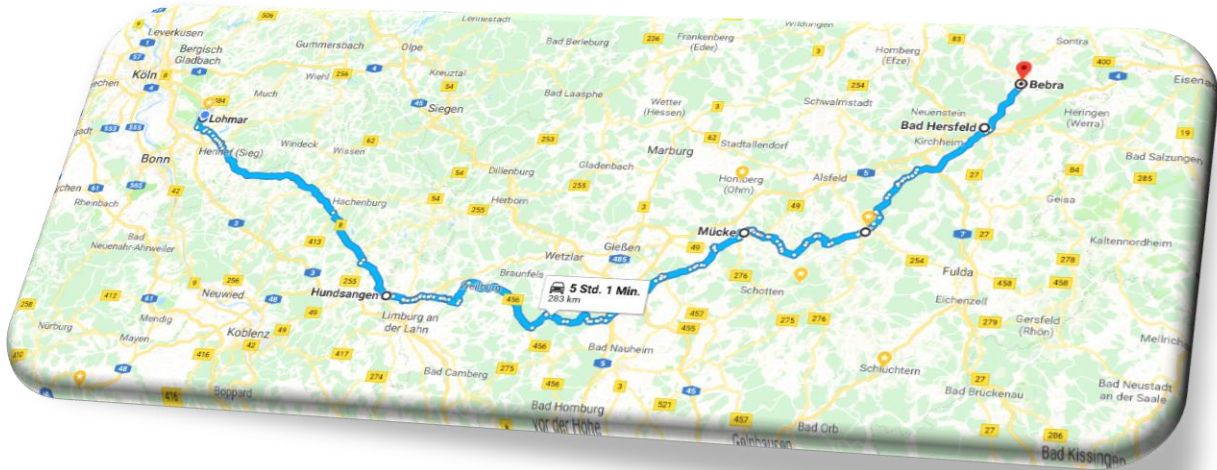 Leverkusen
Bergisch
Gladbach
Köln
Gummersbach
Wiehl
Olpe
Lennestadt
Kreuztal
Siegen
Much
Lohmar
Hennef (Sieg)
Windeck
Wissen
Bonn
Rheinbach
Bad
Neuenahr-Ahrweiler
Hachenburg
Bad Berleburg
Bad Laasphe
Frankenberg
(Eder)
Wildungen
Homberg
(Efze)
Sontra
Bebra
Schwalmstadt
Neuenstein
Bad Hersfeld
Kirchheim
Heringen
(Werra)
Bad Salzungen
Wetter
(Hessen)
Marburg
Stadtallendorf
Gladenbach
Dillenburg
Herborn
Homberg
(Ohm)
Alsfeld
Geisa
Kaltennordheim
Mücke
Gießen
Wetzlar
Braunfels
5 Std. 1 Min.
283 km
Schotten
Fulda
Eichenzell
Gersfeld
(Rhön)
Hundsangen
Limburg an
der Lahn
Neuwied
Koblenz
Mendig
Mayen
Nürburg
Boppard
Bad Camberg
Bad Nauheim
Bad Homburg
vor der Höhe
Gelnhausen
Bad Orb
Schlüchtern
Bad Brückenau
Bad Neustadt
an der Saale
Bad Kissingen